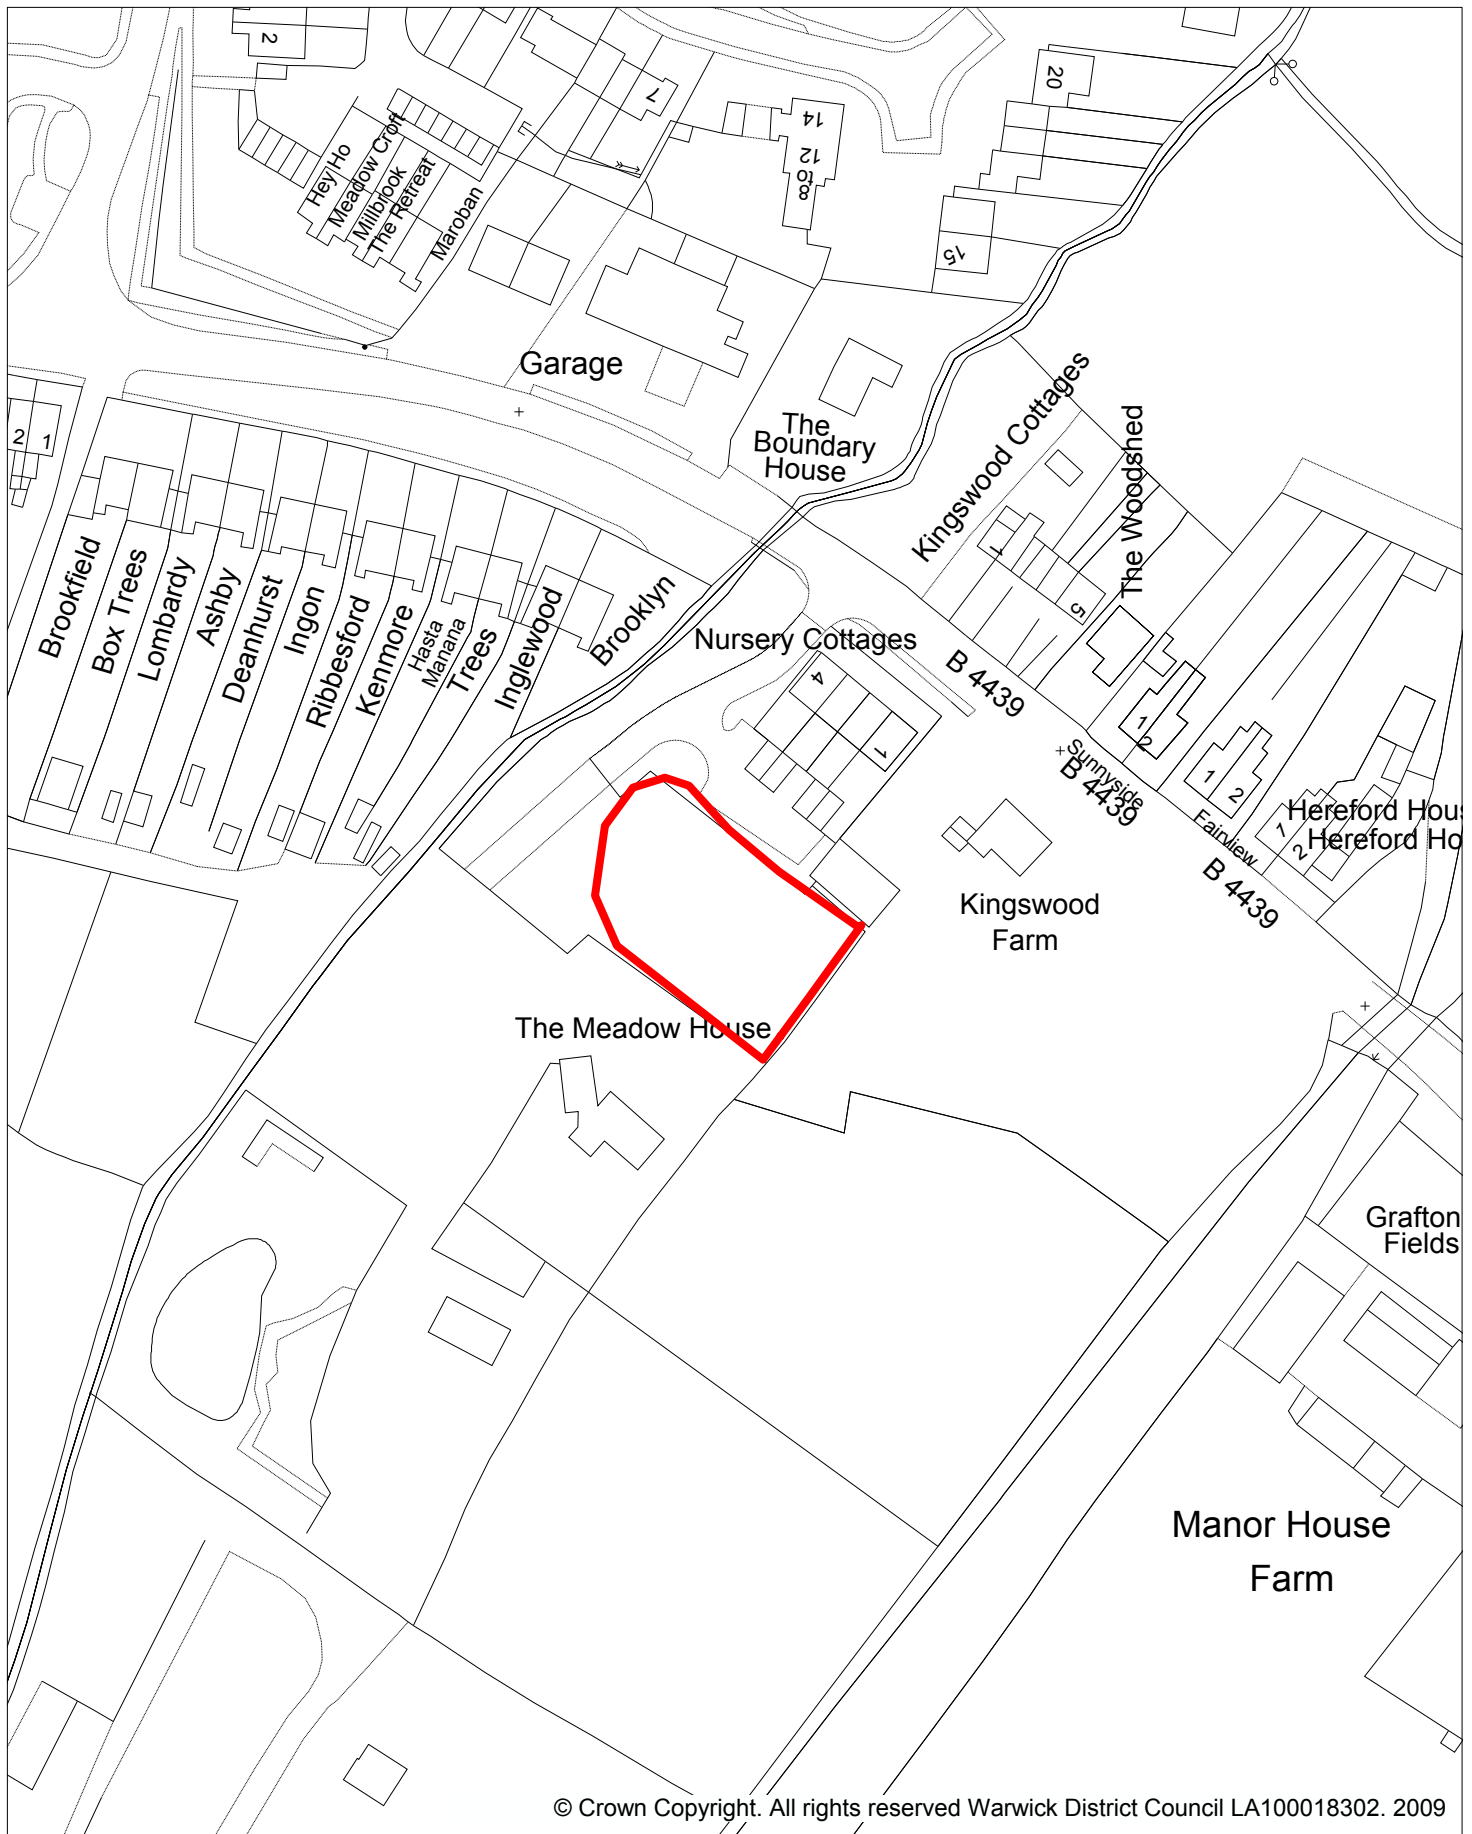 2
7
20
14
12
to
8
Hey Ho
Meadow Croft
Millbrook
The Retreat
Maroban
15
Garage
Kingswood Cottages
The Woodshed
The
Boundary
House
2
1
1
5
Brookfield
Box Trees
Lombardy
Ashby
Deanhurst
Ingon
Ribbesford
Kenmore
Hasta
Manana
Trees
Inglewood
Brooklyn
Nursery Cottages
4
1
B 4439
1
2
Sunnyside
B 4439
1
2
Fairview
B 4439
Hereford Hous
1
2
Hereford Ho
Kingswood
Farm
The Meadow House
Grafton
Fields
Manor House
Farm
© Crown Copyright. All rights reserved Warwick District Council LA100018302. 2009